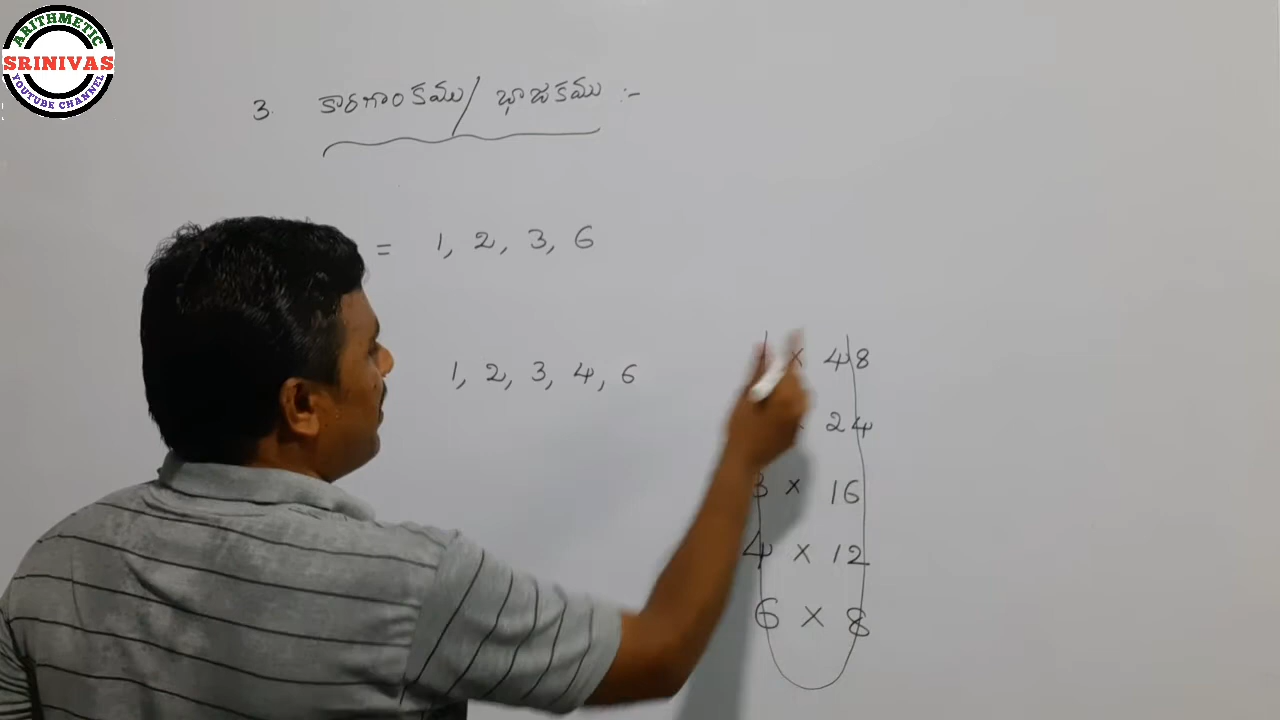 ARITHMETIC
SRINIVAS
YOUTUBE CHANNEL
3. కారణాంకము / భాజకము :-
= 1, 2, 3, 6
1, 2, 3, 4, 6
× 48
× 24
3 × 16
4 × 12
6 × 8